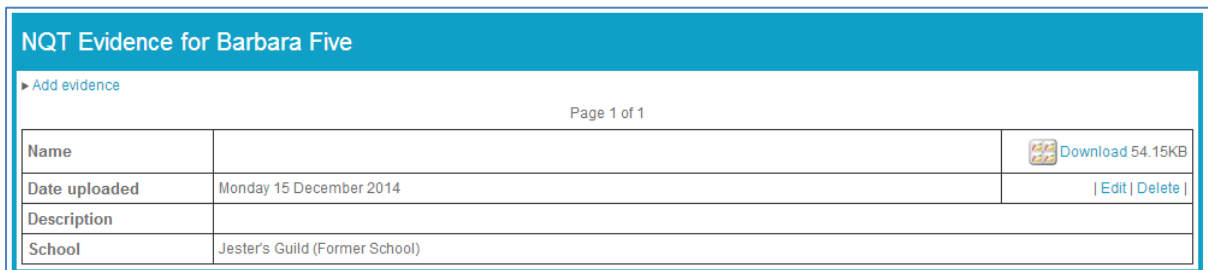 NQT Evidence for Barbara Five
▸ Add evidence
Page 1 of 1
Name Download 54.15KB
Date uploaded Monday 15 December 2014 | Edit | Delete |
Description
School Jester's Guild (Former School)